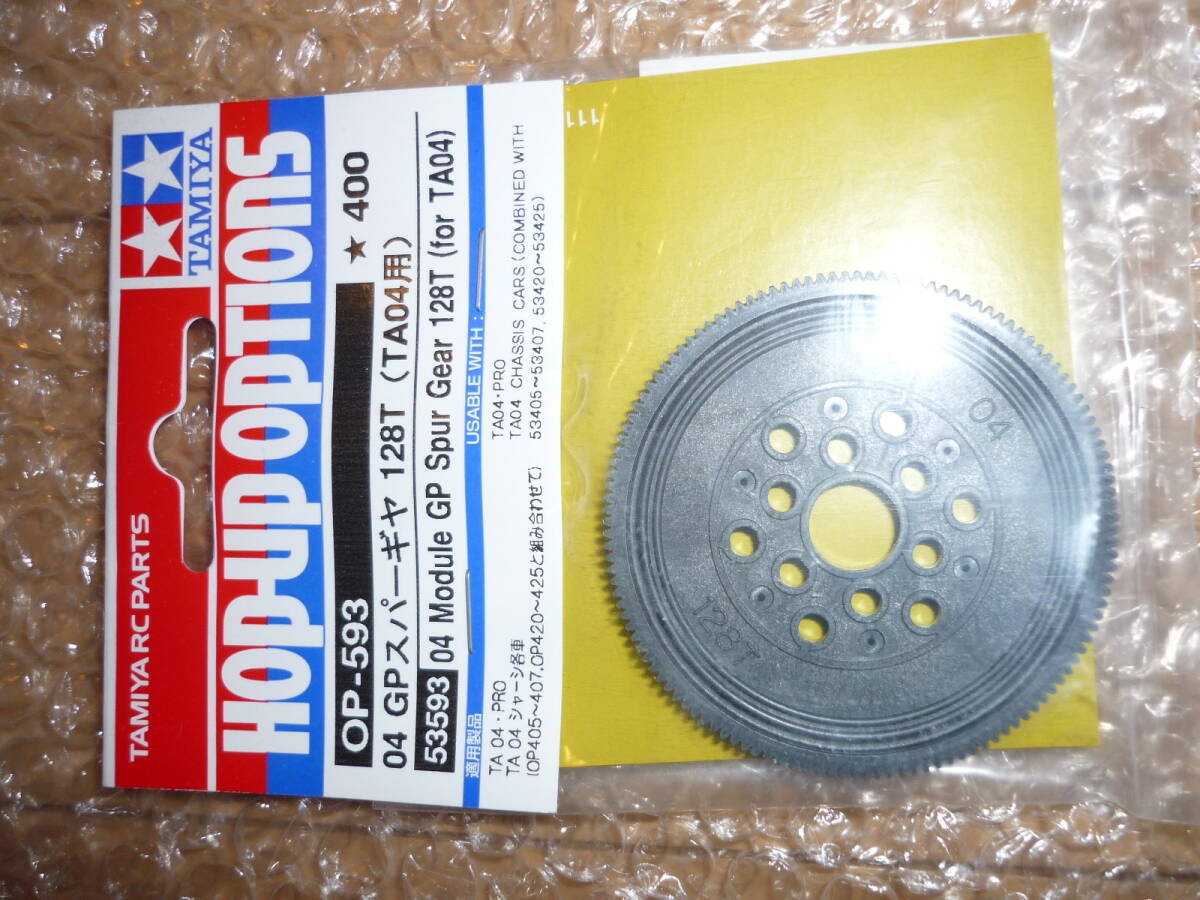 TAMIYA RC PARTS
TAMIYA
HOP-UP OPTIONS
OP-593
★ 400
04 GPスパーギヤ 128T (TA04用)
53593 04 Module GP Spur Gear 128T (for TA04)
適用製品
USABLE WITH :
TA 04・PRO
TA 04 シャーシ各車
(OP405〜407,OP420〜425と組み合わせて)
TA04・PRO
TA04 CHASSIS CARS (COMBINED WITH
53405~53407, 53420~53425)
111
04
128T